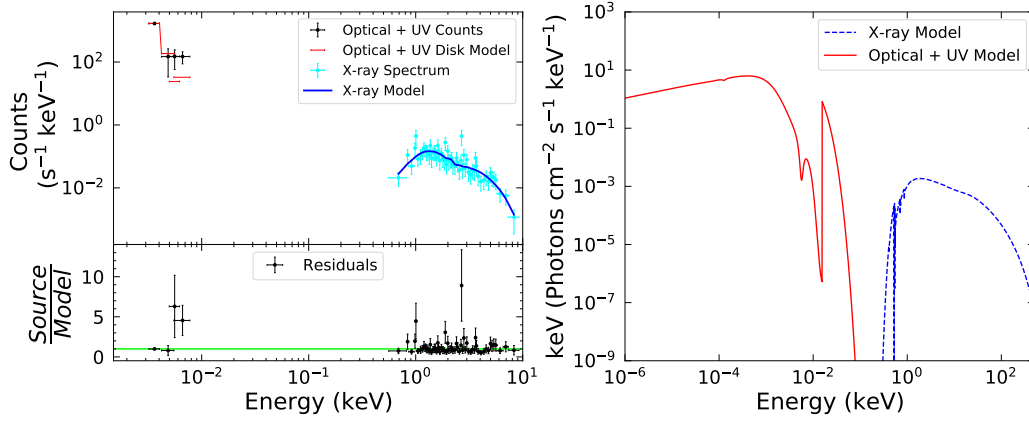 Counts
(s⁻¹ keV⁻¹)
10²
10⁰
10⁻²
Optical + UV Counts
Optical + UV Disk Model
X-ray Spectrum
X-ray Model
Source
Model
10
5
0
Residuals
10⁻² 10⁻¹ 10⁰ 10¹
Energy (keV)
keV (Photons cm⁻² s⁻¹ keV⁻¹)
10³
10¹
10⁻¹
10⁻³
10⁻⁵
10⁻⁷
10⁻⁹
X-ray Model
Optical + UV Model
10⁻⁶ 10⁻⁴ 10⁻² 10⁰ 10²
Energy (keV)